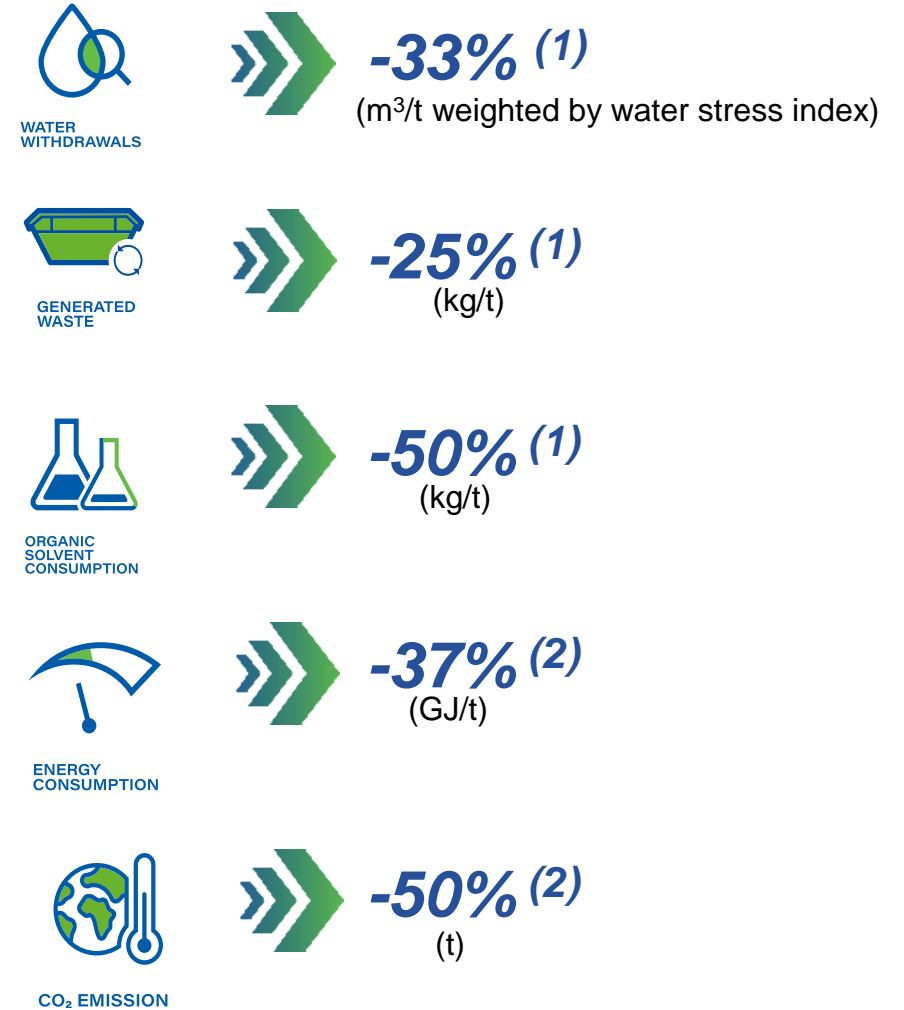 -33% (1)
(m³/t weighted by water stress index)
WATER
WITHDRAWALS
-25% (1)
(kg/t)
GENERATED
WASTE
-50% (1)
(kg/t)
ORGANIC
SOLVENT
CONSUMPTION
-37% (2)
(GJ/t)
ENERGY
CONSUMPTION
-50% (2)
(t)
CO₂ EMISSION